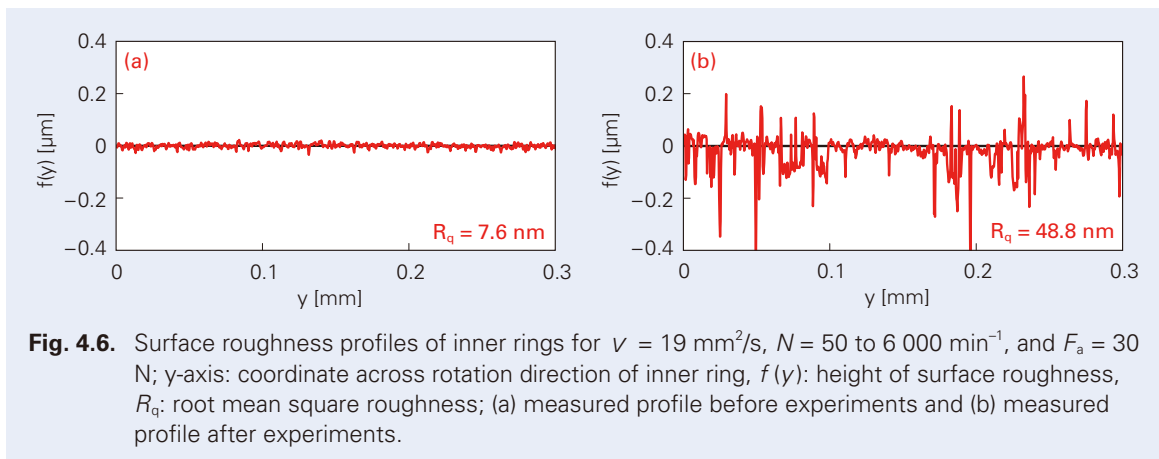 (a)
0.4
0.2
0
−0.2
−0.4
f(y) [μm]
R_q = 7.6 nm
0 0.1 0.2 0.3
y [mm]
(b)
0.4
0.2
0
−0.2
−0.4
f(y) [μm]
R_q = 48.8 nm
0 0.1 0.2 0.3
y [mm]
Fig. 4.6. Surface roughness profiles of inner rings for ν = 19 mm²/s, N = 50 to 6 000 min⁻¹, and Fₐ = 30
N; y-axis: coordinate across rotation direction of inner ring, f (y): height of surface roughness,
R_q: root mean square roughness; (a) measured profile before experiments and (b) measured
profile after experiments.